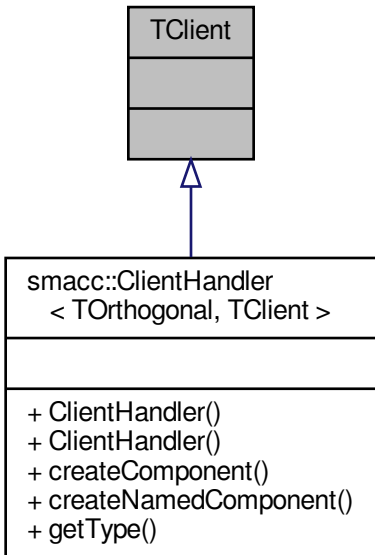 TClient
smacc::ClientHandler
< TOrthogonal, TClient >
+ ClientHandler()
+ ClientHandler()
+ createComponent()
+ createNamedComponent()
+ getType()